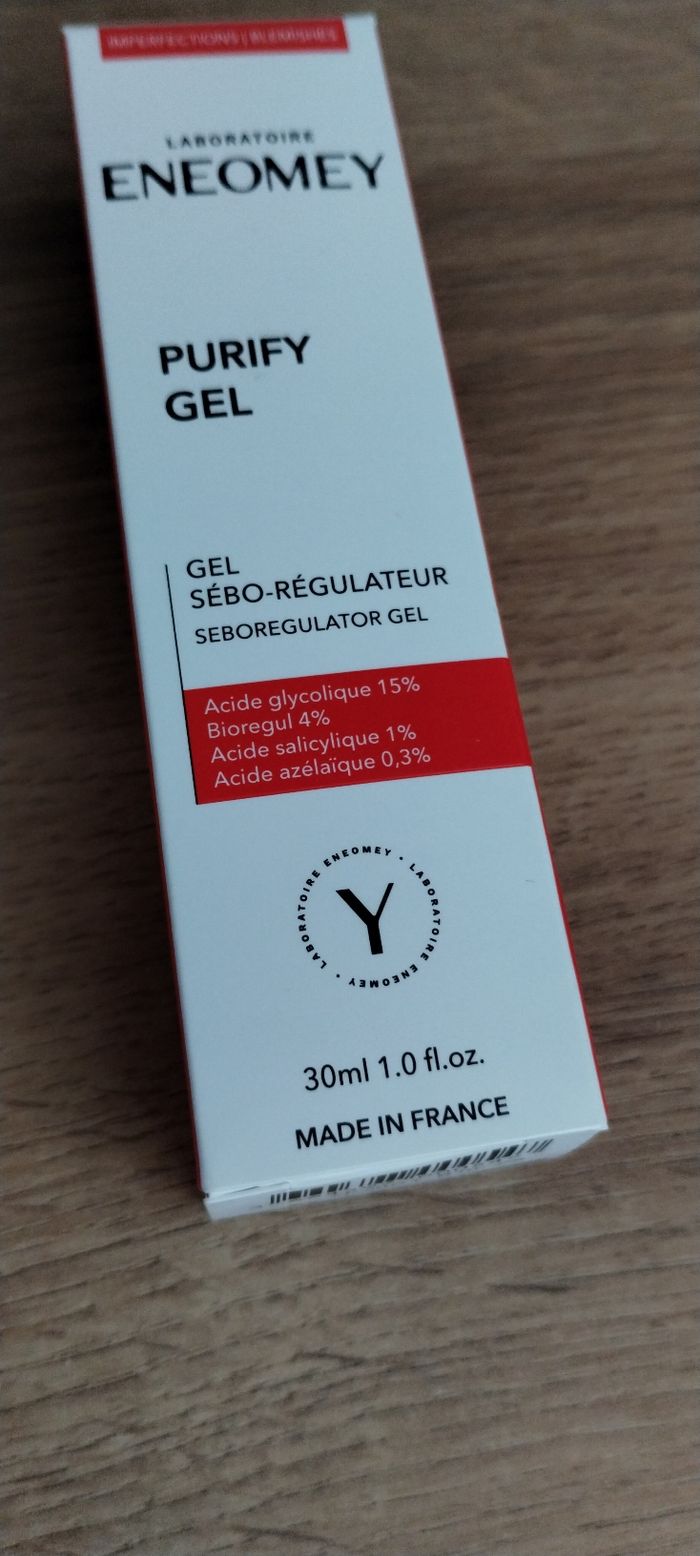 IMPERFECTIONS | BLEMISHES
LABORATOIRE
ENEOMEY
PURIFY
GEL
GEL
SÉBO-RÉGULATEUR
SEBOREGULATOR GEL
Acide glycolique 15%
Bioregul 4%
Acide salicylique 1%
Acide azélaïque 0,3%
LABORATOIRE ENEOMEY • LABORATOIRE ENEOMEY •
Y
30ml 1.0 fl.oz.
MADE IN FRANCE